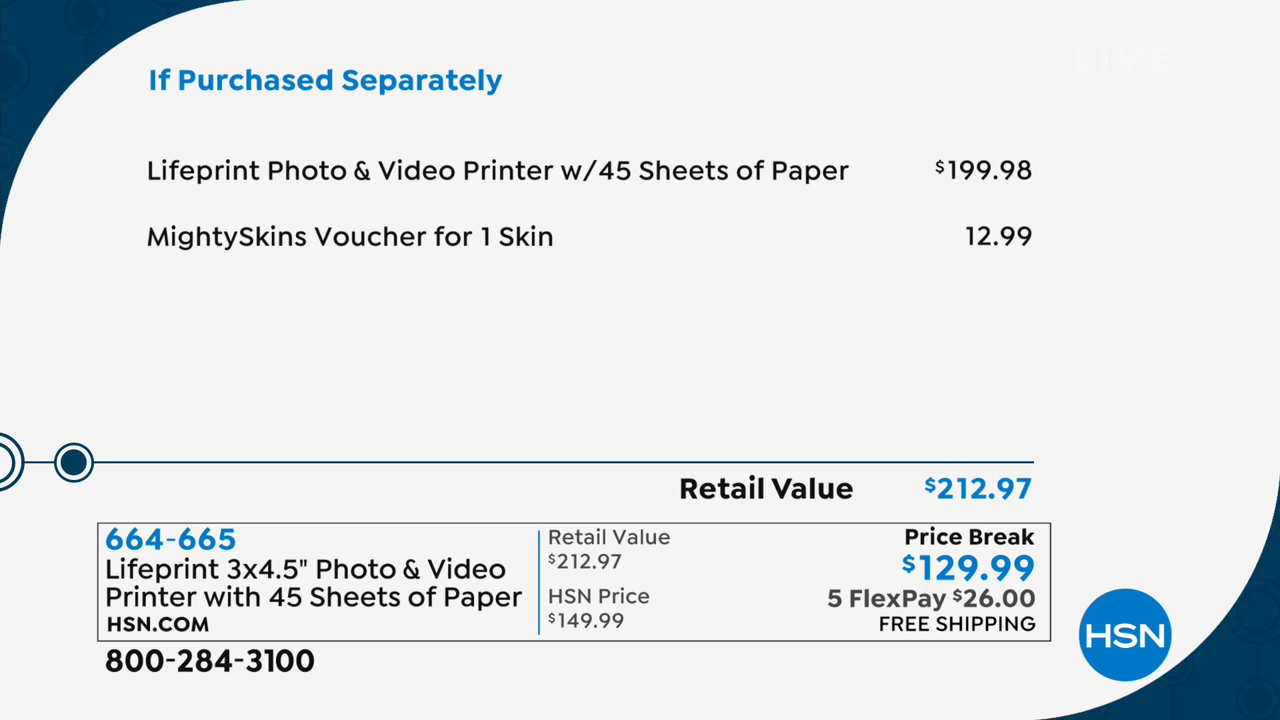 LIVE
If Purchased Separately
Lifeprint Photo & Video Printer w/45 Sheets of Paper $199.98
MightySkins Voucher for 1 Skin 12.99
Retail Value $212.97
664-665
Lifeprint 3x4.5" Photo & Video
Printer with 45 Sheets of Paper
HSN.COM
Retail Value
$212.97
HSN Price
$149.99
Price Break
$129.99
5 FlexPay $26.00
FREE SHIPPING
800-284-3100
HSN